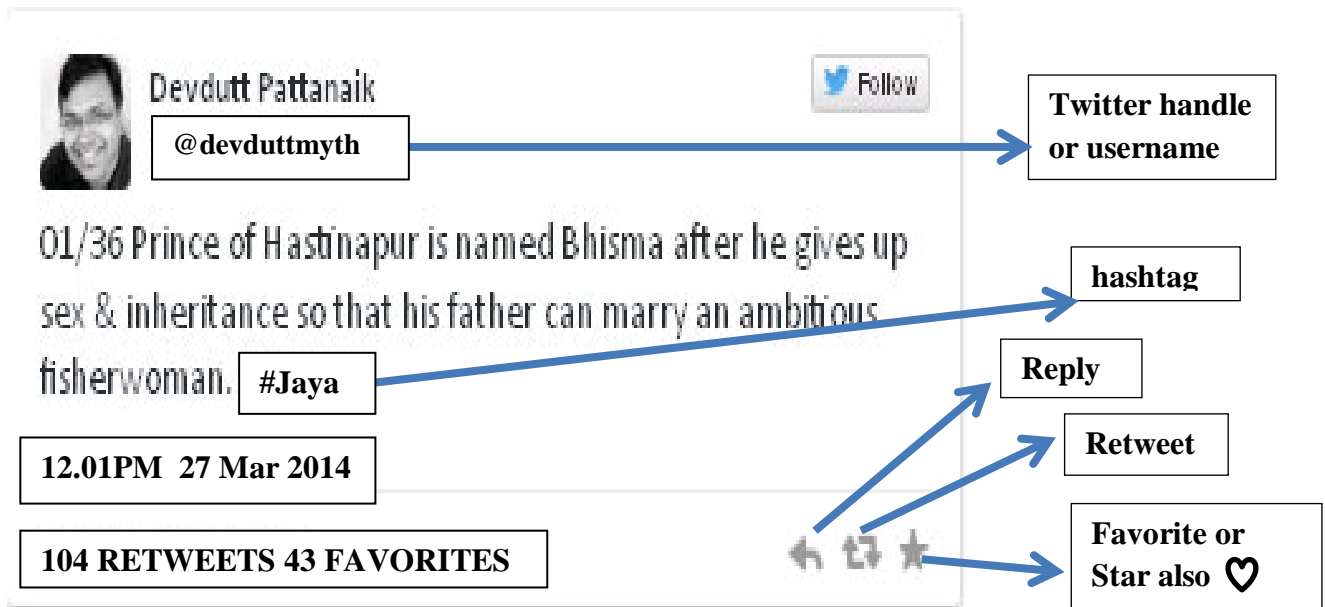 Devdutt Pattanaik
Follow
@devduttmyth
Twitter handle
or username
01/36 Prince of Hastinapur is named Bhisma after he gives up
sex & inheritance so that his father can marry an ambitious
fisherwoman. #Jaya
hashtag
Reply
Retweet
12.01PM 27 Mar 2014
104 RETWEETS 43 FAVORITES
Favorite or
Star also ♡